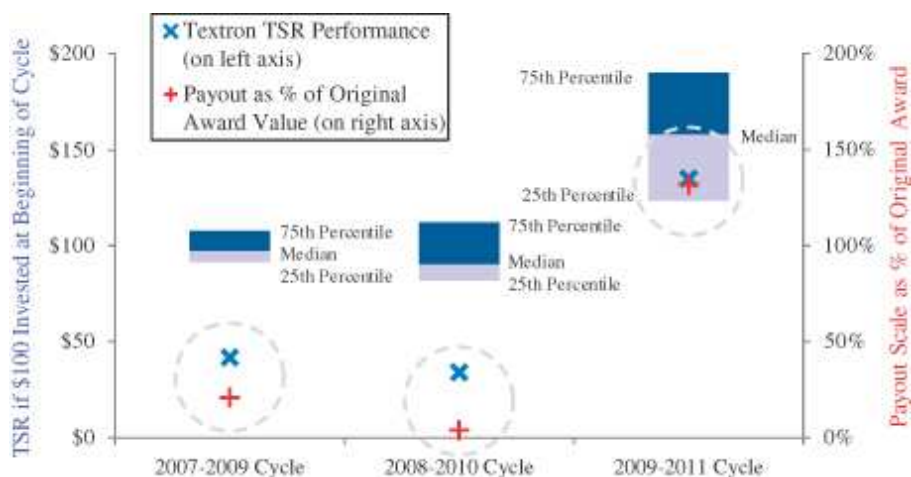 Textron TSR Performance
(on left axis)
Payout as % of Original
Award Value (on right axis)
TSR if $100 Invested at Beginning of Cycle
$200
$150
$100
$50
$0
75th Percentile
Median
25th Percentile
75th Percentile
Median
25th Percentile
75th Percentile
Median
25th Percentile
200%
150%
100%
50%
0%
Payout Scale as % of Original Award
2007-2009 Cycle
2008-2010 Cycle
2009-2011 Cycle